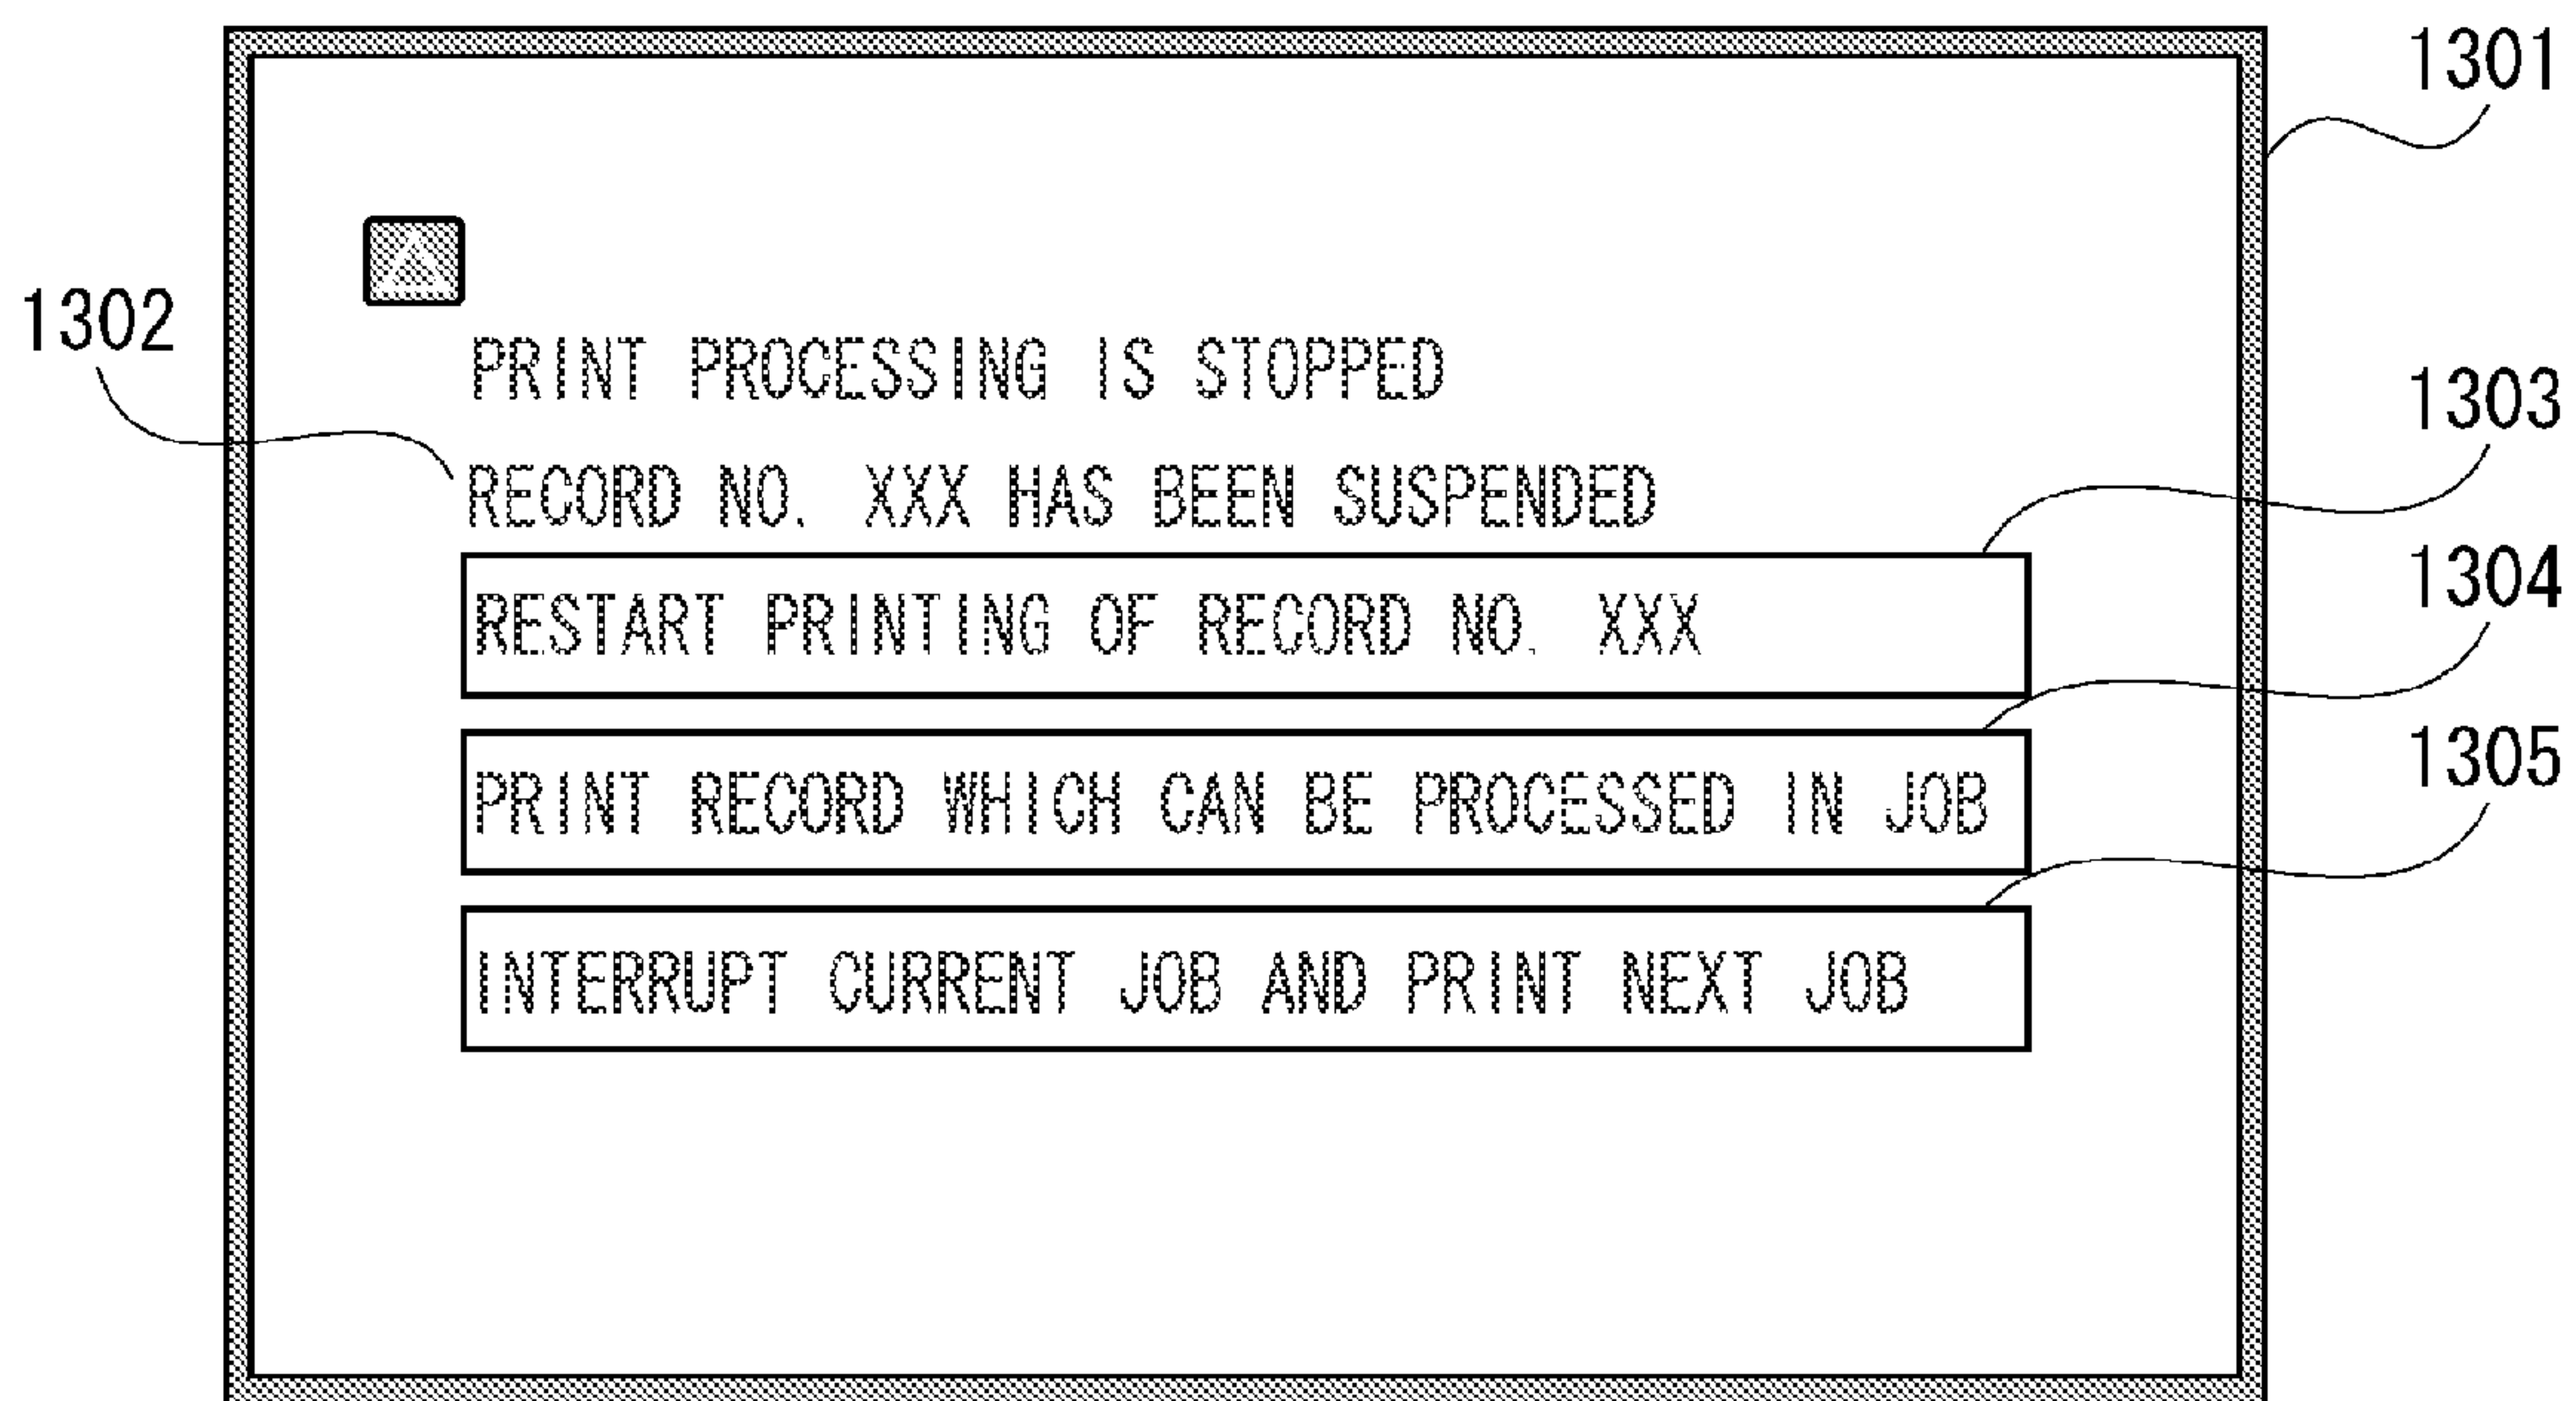 1301
1302
PRINT PROCESSING IS STOPPED
1303
RECORD NO. XXX HAS BEEN SUSPENDED
RESTART PRINTING OF RECORD NO. XXX
1304
PRINT RECORD WHICH CAN BE PROCESSED IN JOB
1305
INTERRUPT CURRENT JOB AND PRINT NEXT JOB